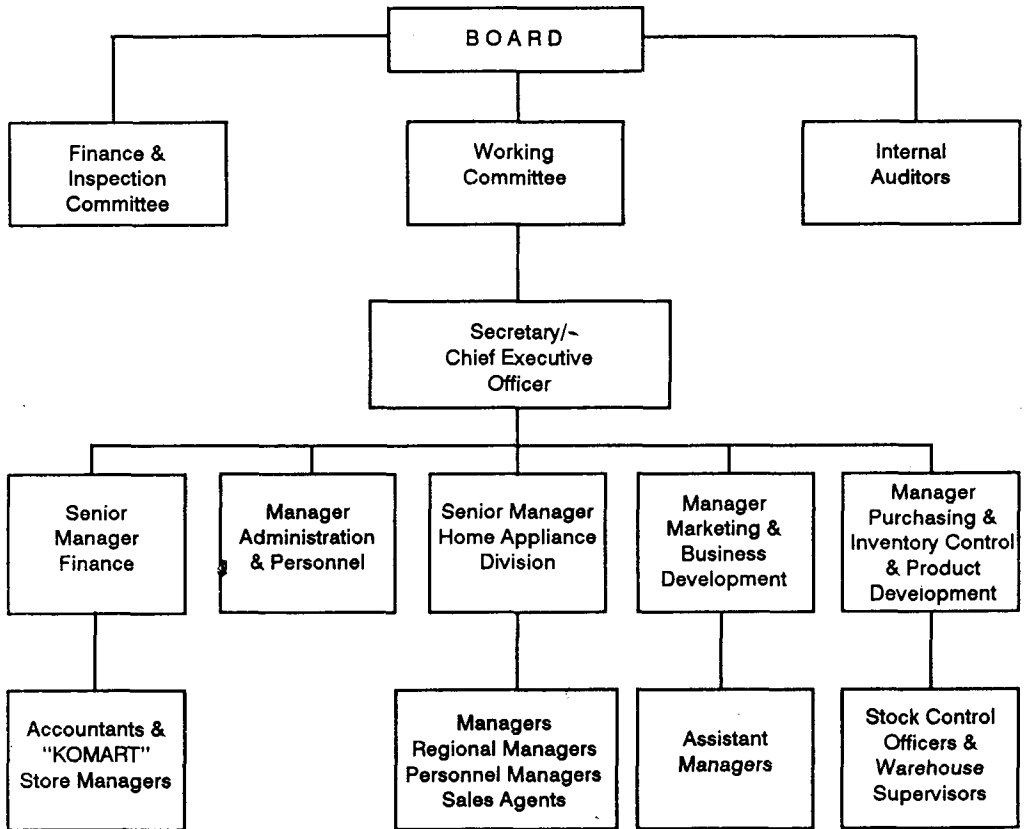 BOARD
Finance &
Inspection
Committee
Working
Committee
Internal
Auditors
Secretary/-
Chief Executive
Officer
Senior
Manager
Finance
Manager
Administration
& Personnel
Senior Manager
Home Appliance
Division
Manager
Marketing &
Business
Development
Manager
Purchasing &
Inventory Control
& Product
Development
Accountants &
"KOMART"
Store Managers
Managers
Regional Managers
Personnel Managers
Sales Agents
Assistant
Managers
Stock Control
Officers &
Warehouse
Supervisors